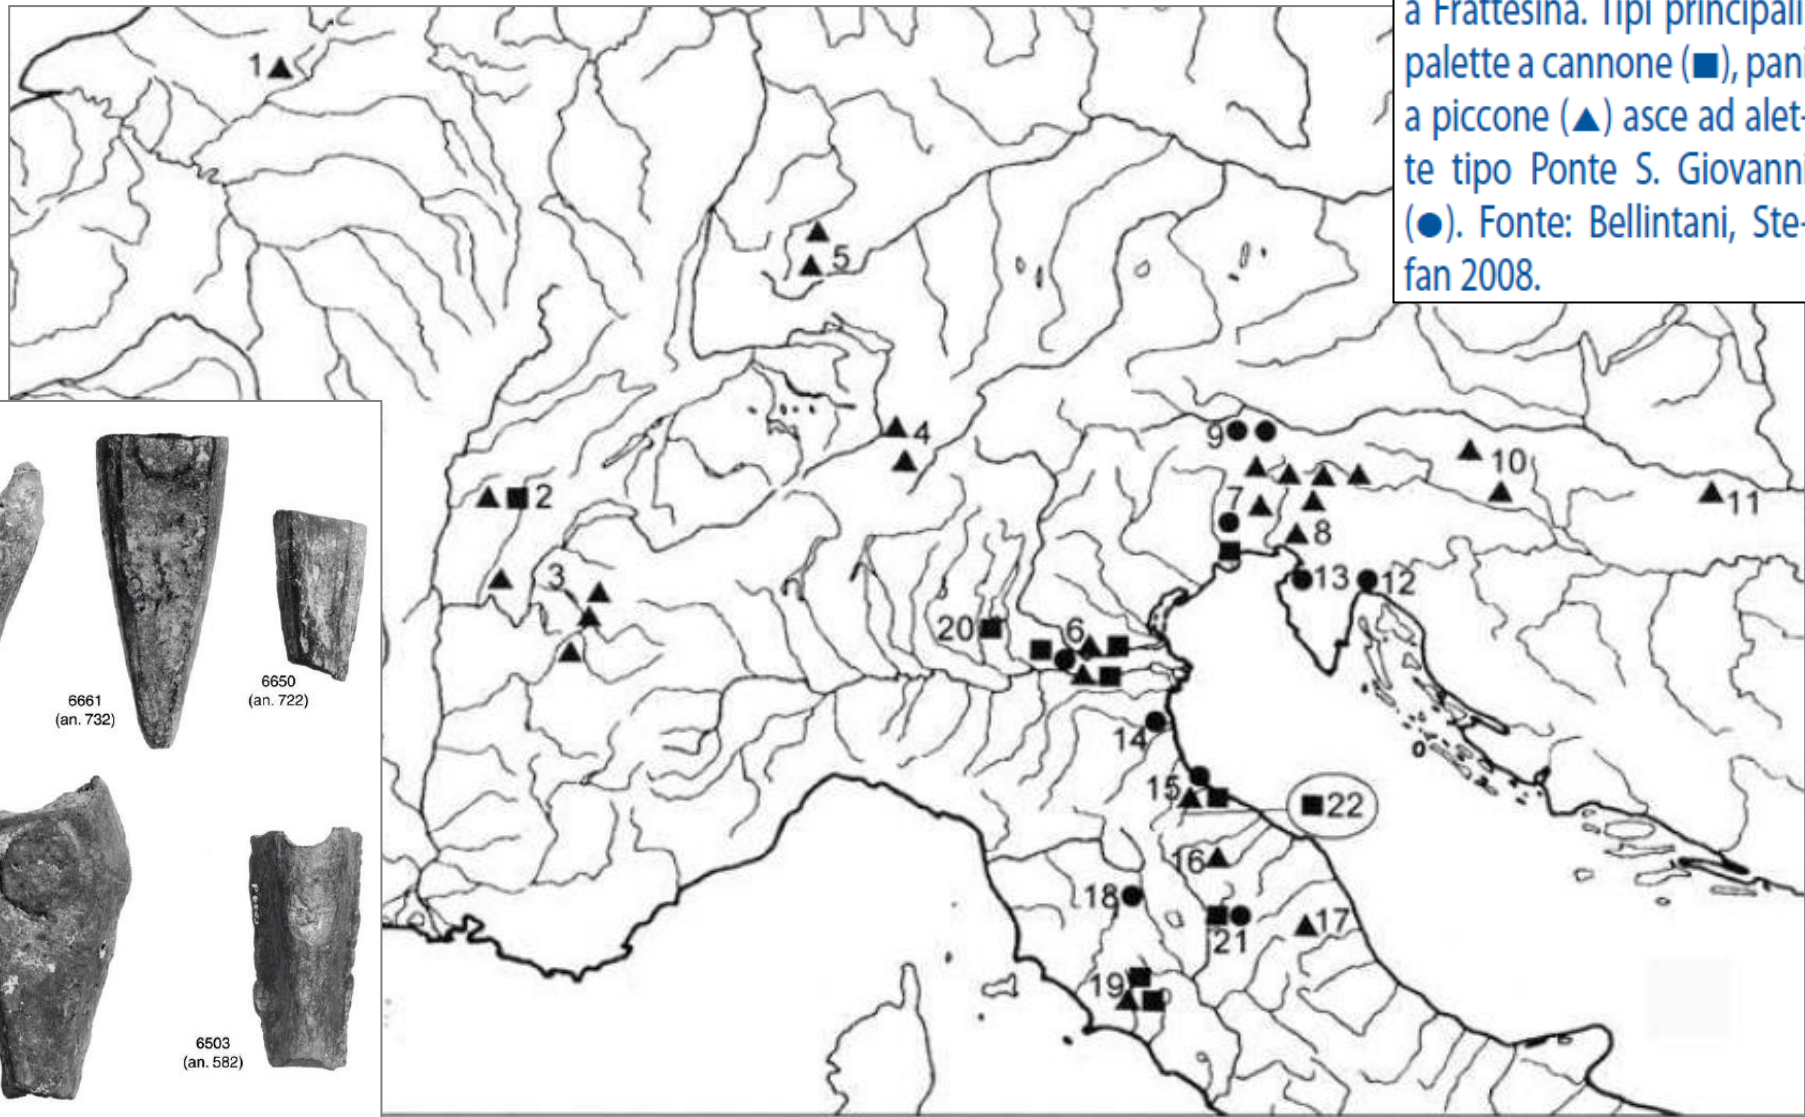 a Frattesina. Tipi principali
palette a cannone (■), pani
a piccone (▲) asce ad alet-
te tipo Ponte S. Giovanni
(●). Fonte: Bellintani, Ste-
fan 2008.
1
5
4
9
10
2
7
11
8
3
13
12
20
6
14
15
22
16
18
21
17
19
6661
(an. 732)
6650
(an. 722)
6503
(an. 582)